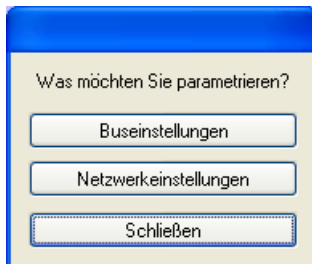 Was möchten Sie parametrieren?
Buseinstellungen
Netzwerkeinstellungen
Schließen